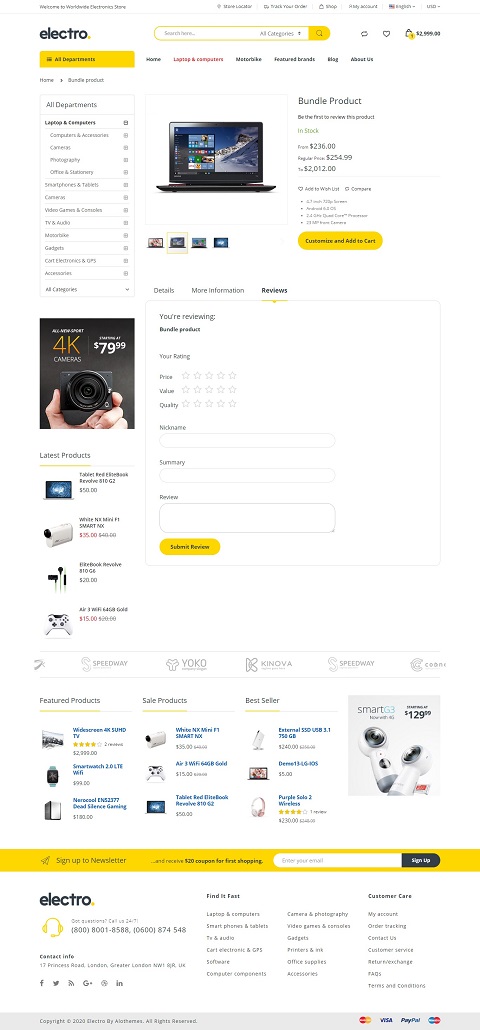 Welcome to Worldwide Electronics Store
Store Locator
Track Your Order
Shop
My account
English
USD
electro.
Search here...
All Categories
$2,999.00
All Departments
Home
Laptop & computers
Motorbike
Featured brands
Blog
About Us
Home > Bundle product
All Departments
Laptop & Computers
Computers & Accessories
Cameras
Photography
Office & Stationery
Smartphones & Tablets
Cameras
Video Games & Consoles
TV & Audio
Motorbike
Gadgets
Cart Electronics & GPS
Accessories
All Categories
Bundle Product
Be the first to review this product
In Stock
From $236.00
Regular Price $254.99
To $2,012.00
Add to Wish List
Compare
4.7 inch 720p Screen
Android 6.0 OS
2.4 GHz Quad Core™ Processor
23 MP front Camera
Customize and Add to Cart
Details
More Information
Reviews
You're reviewing:
Bundle product
Your Rating
Price
Value
Quality
Nickname
Summary
Review
Submit Review
ALL-NEW-SPORT
4K
CAMERAS
STARTING AT
$79.99
Latest Products
Tablet Red EliteBook
Revolve 810 G2
$50.00
White NX Mini F1
SMART NX
$35.00 $40.00
EliteBook Revolve
810 G6
$20.00
Air 3 WiFi 64GB Gold
$15.00 $20.00
SPEEDWAY
YOKO
KINOVA
SPEEDWAY
Featured Products
Widescreen 4K SUHD
TV
2 reviews
$2,999.00
Smartwatch 2.0 LTE
Wifi
$99.00
Nerocool EN52377
Dead Silence Gaming
$180.00
Sale Products
White NX Mini F1
SMART NX
$35.00 $40.00
Air 3 WiFi 64GB Gold
$15.00 $20.00
Tablet Red EliteBook
Revolve 810 G2
$50.00
Best Seller
External SSD USB 3.1
750 GB
$240.00
Demo13-LG-IOS
$5.00
Purple Solo 2
Wireless
1 review
$230.00
smartG3
Now with 4G
STARTING AT
$129.99
Sign up to Newsletter
...and receive $20 coupon for first shopping.
Enter your email
Sign Up
electro.
Got questions? Call us 24/7!
(800) 8001-8588, (0600) 874 548
Contact info
17 Princess Road, London, Greater London NW1 8JR, UK
Find It Fast
Laptop & computers
Smart phones & tablets
Tv & audio
Cart electronic & GPS
Software
Computer components
Camera & photography
Video games & consoles
Gadgets
Printers & ink
Office supplies
Accessories
Customer Care
My account
Order tracking
Contact Us
Customer service
Return/exchange
FAQs
Terms and Conditions
Copyright © 2020 Electro By Alothemes. All Rights Reserved.
VISA
PayPal